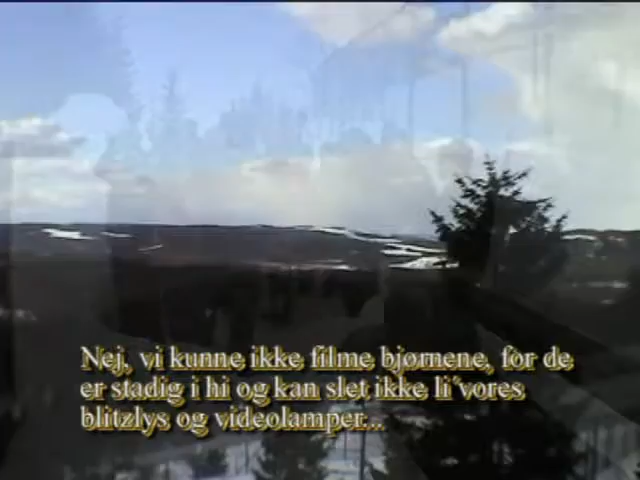 Nej, vi kunne ikke filme bjørnene, for de
er stadig i hi og kan slet ikke li'vores
blitzlys og videolamper...